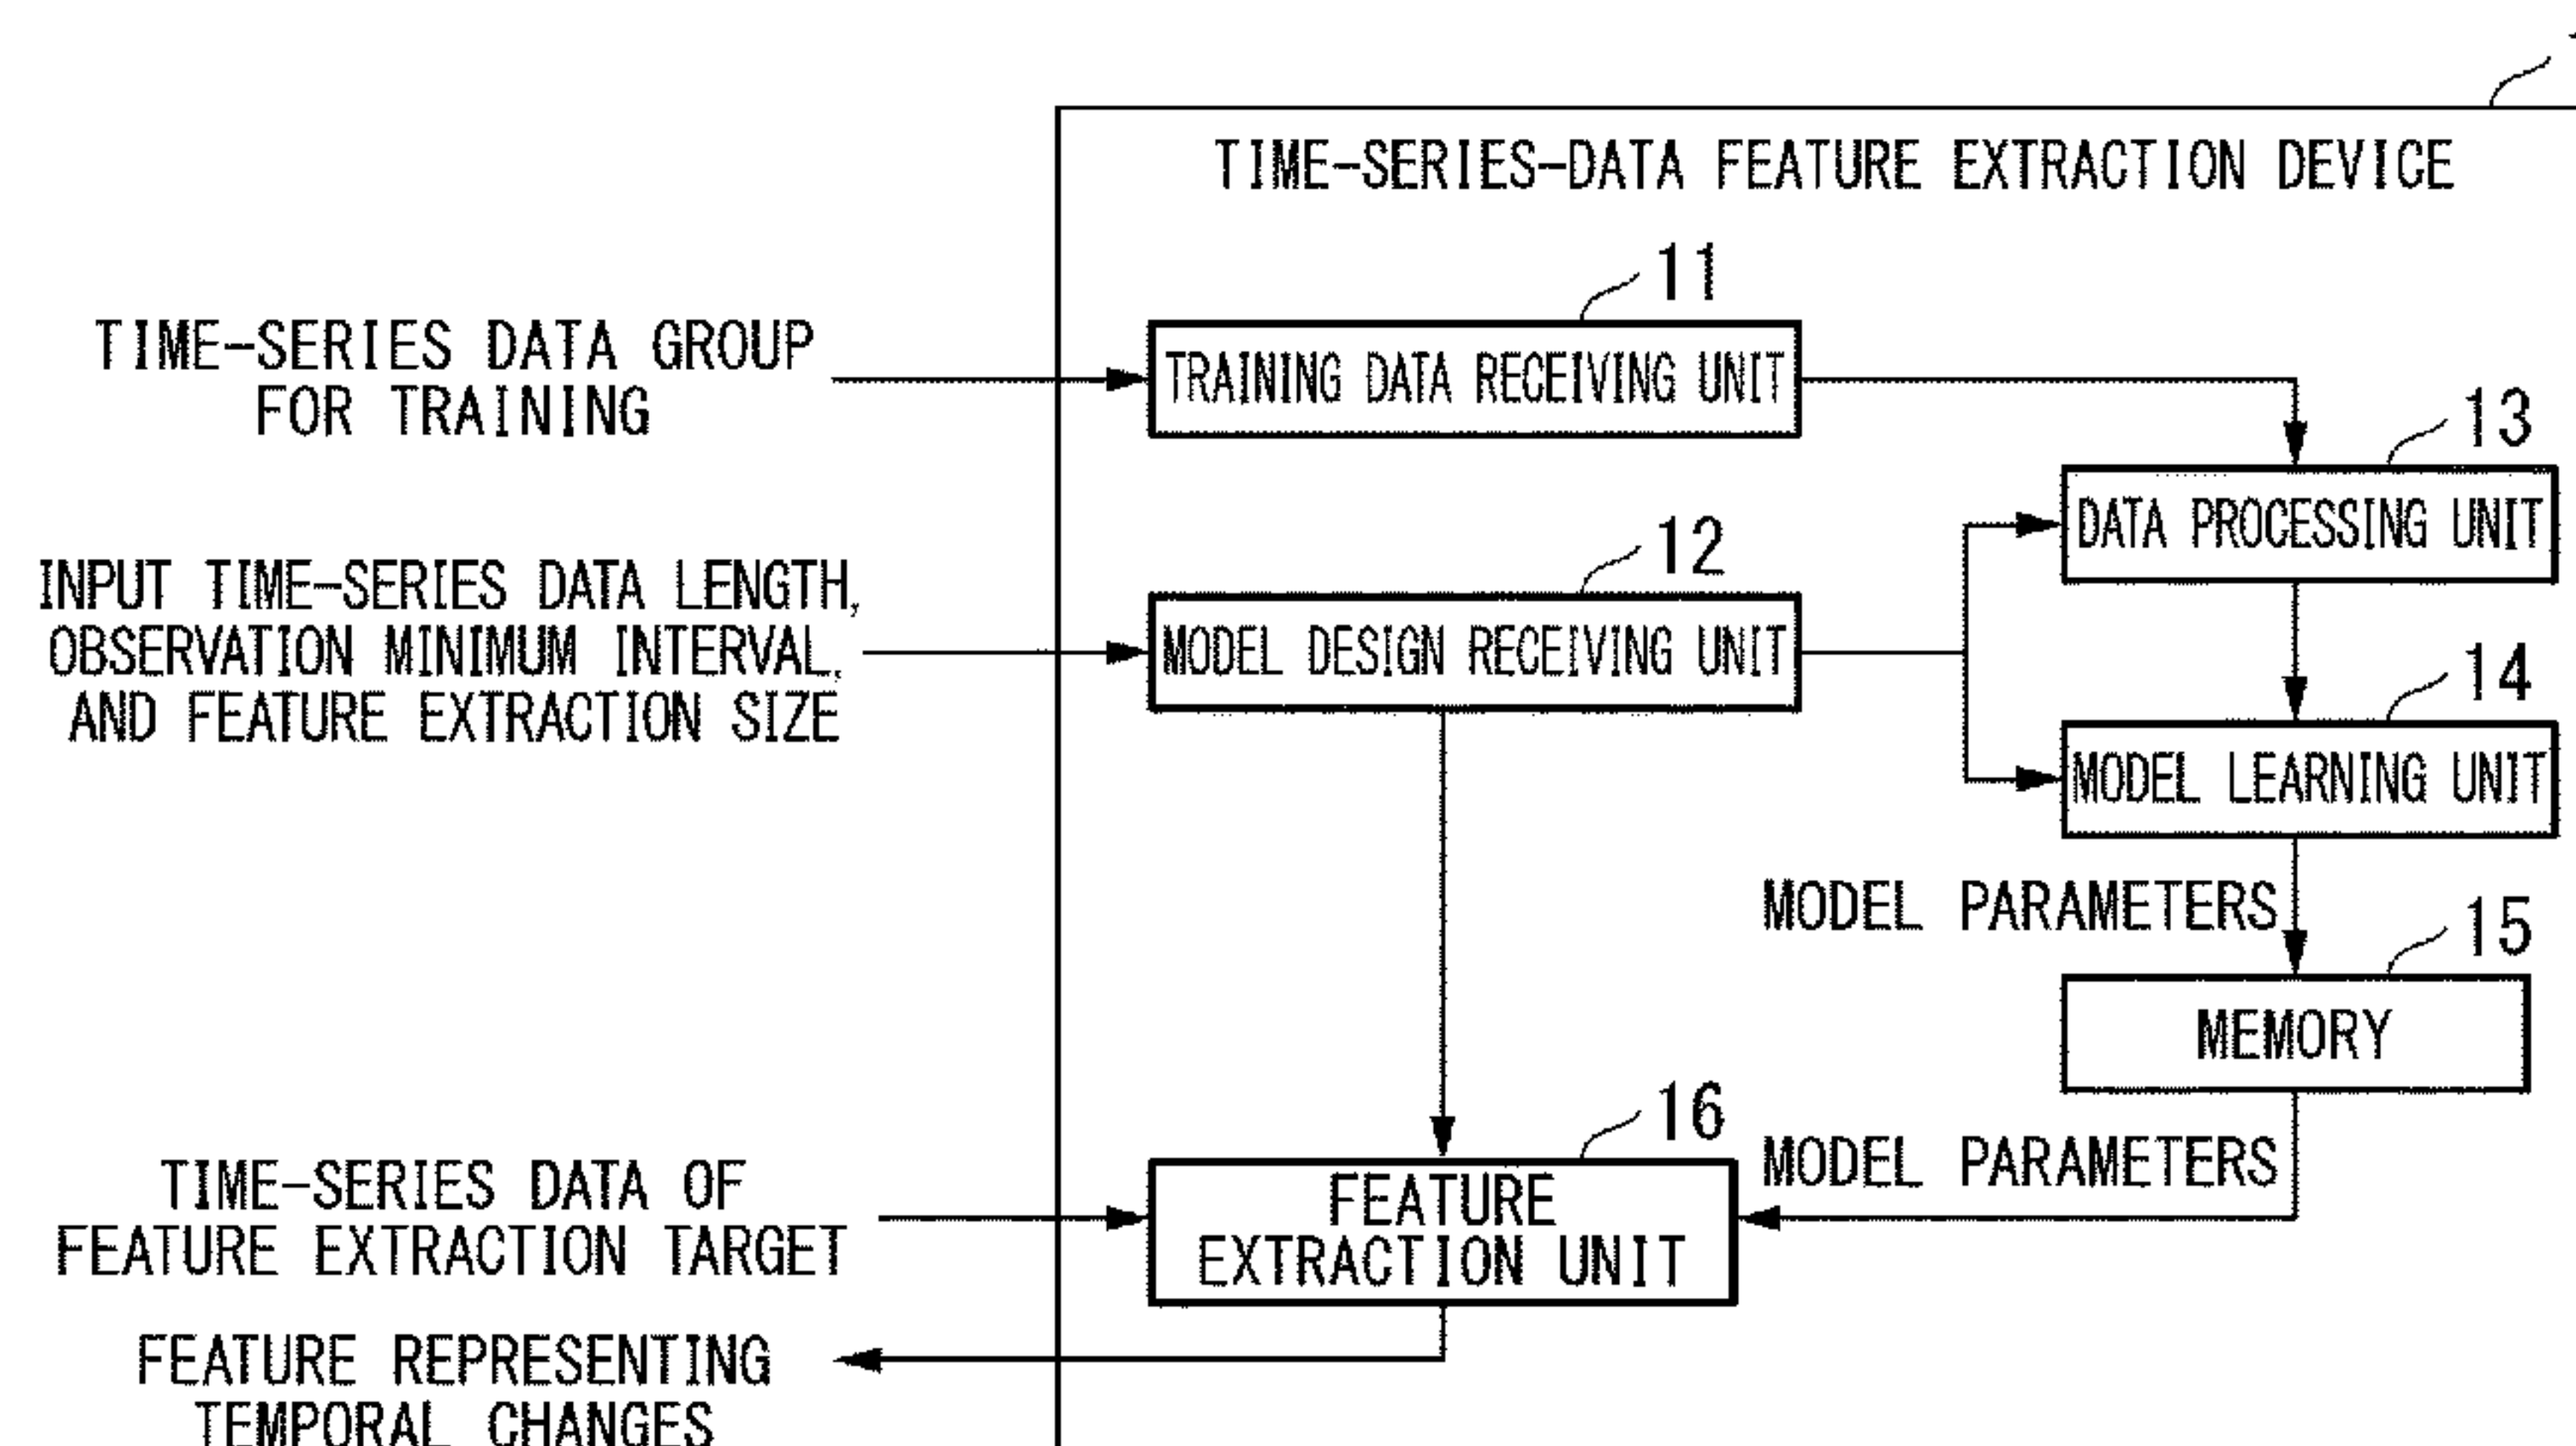 TIME-SERIES-DATA FEATURE EXTRACTION DEVICE
11
TIME-SERIES DATA GROUP
FOR TRAINING
TRAINING DATA RECEIVING UNIT
13
DATA PROCESSING UNIT
12
INPUT TIME-SERIES DATA LENGTH,
OBSERVATION MINIMUM INTERVAL,
AND FEATURE EXTRACTION SIZE
MODEL DESIGN RECEIVING UNIT
14
MODEL LEARNING UNIT
MODEL PARAMETERS
15
MEMORY
16
MODEL PARAMETERS
TIME-SERIES DATA OF
FEATURE EXTRACTION TARGET
FEATURE
EXTRACTION UNIT
FEATURE REPRESENTING
TEMPORAL CHANGES